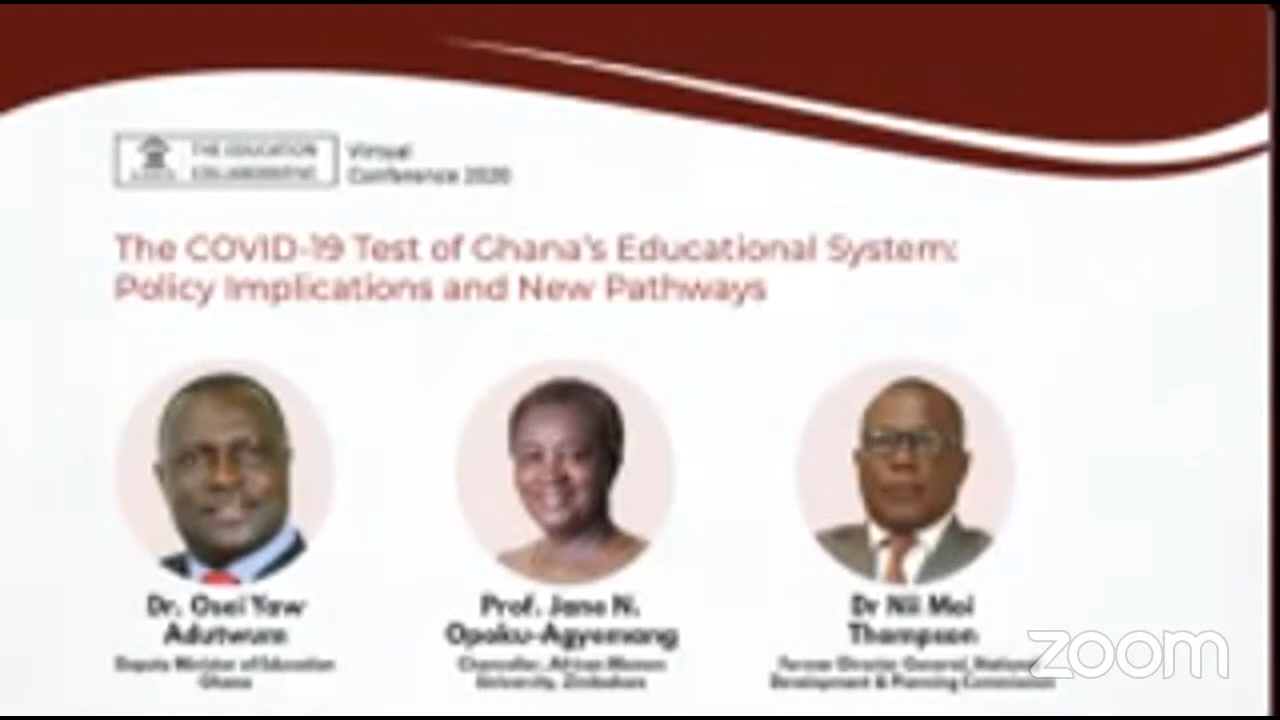 THE EDUCATION
COLLABORATIVE
Virtual
Conference 2020
The COVID-19 Test of Ghana's Educational System:
Policy Implications and New Pathways
Dr. Osei Yaw
Adutwum
Prof. Jane N.
Opoku-Agyemang
Dr Nii Moi
Thompson
Deputy Minister of Education
Ghana
Chancellor, African Women
University, Zimbabwe
Former Director General, National
Development & Planning Commission
zoom